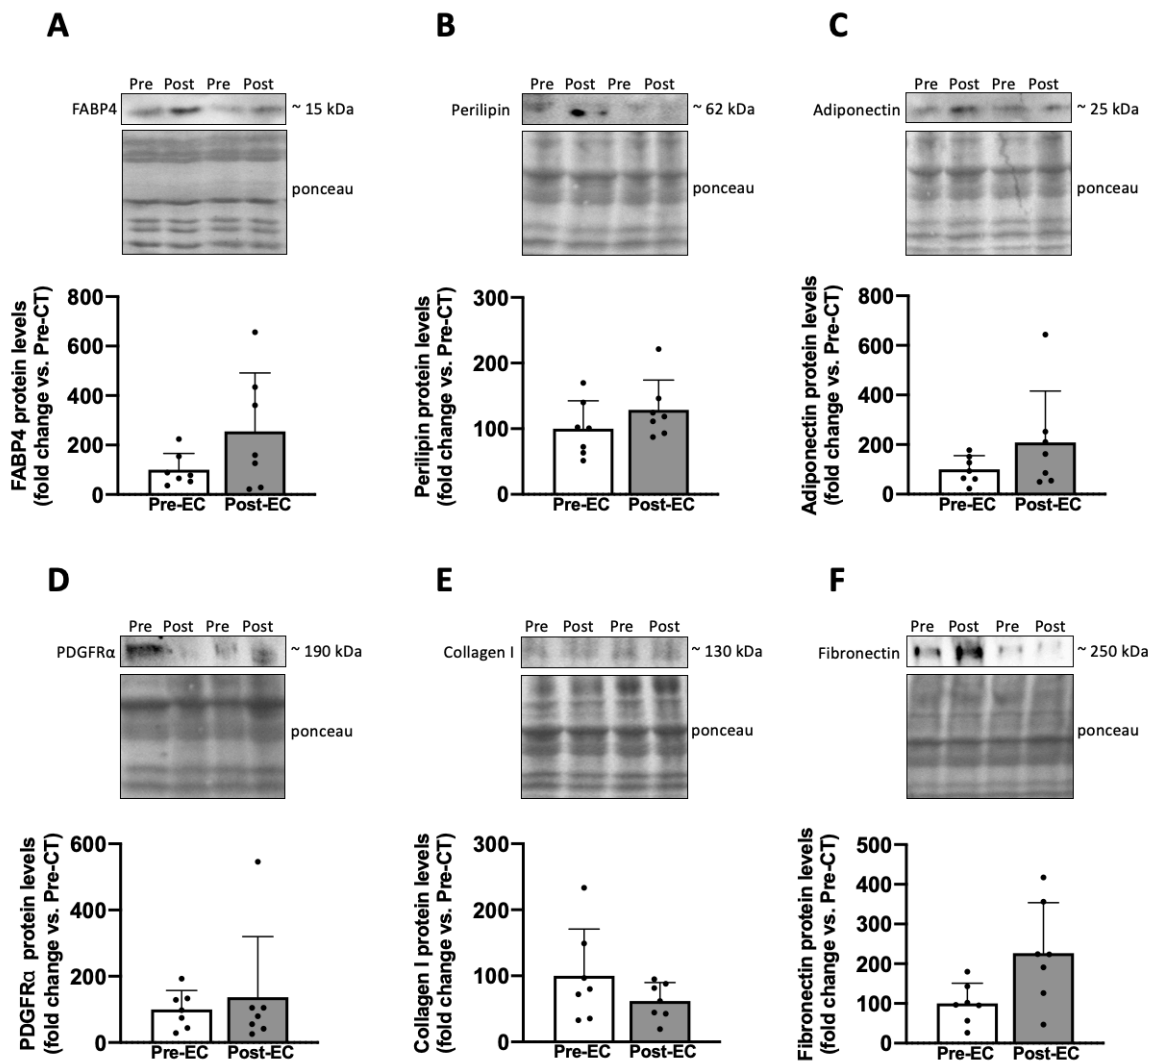 A
B
C
Pre Post Pre Post
FABP4
~ 15 kDa
ponceau
Pre Post Pre Post
Perilipin
~ 62 kDa
ponceau
Pre Post Pre Post
Adiponectin
~ 25 kDa
ponceau
FABP4 protein levels
(fold change vs. Pre-CT)
800
600
400
200
0
Pre-EC Post-EC
Perilipin protein levels
(fold change vs. Pre-CT)
300
200
100
0
Pre-EC Post-EC
Adiponectin protein levels
(fold change vs. Pre-CT)
800
600
400
200
0
Pre-EC Post-EC
D
E
F
Pre Post Pre Post
PDGFRα
~ 190 kDa
ponceau
Pre Post Pre Post
Collagen I
~ 130 kDa
ponceau
Pre Post Pre Post
Fibronectin
~ 250 kDa
ponceau
PDGFRα protein levels
(fold change vs. Pre-CT)
600
400
200
0
Pre-EC Post-EC
Collagen I protein levels
(fold change vs. Pre-CT)
300
200
100
0
Pre-EC Post-EC
Fibronectin protein levels
(fold change vs. Pre-CT)
500
400
300
200
100
0
Pre-EC Post-EC